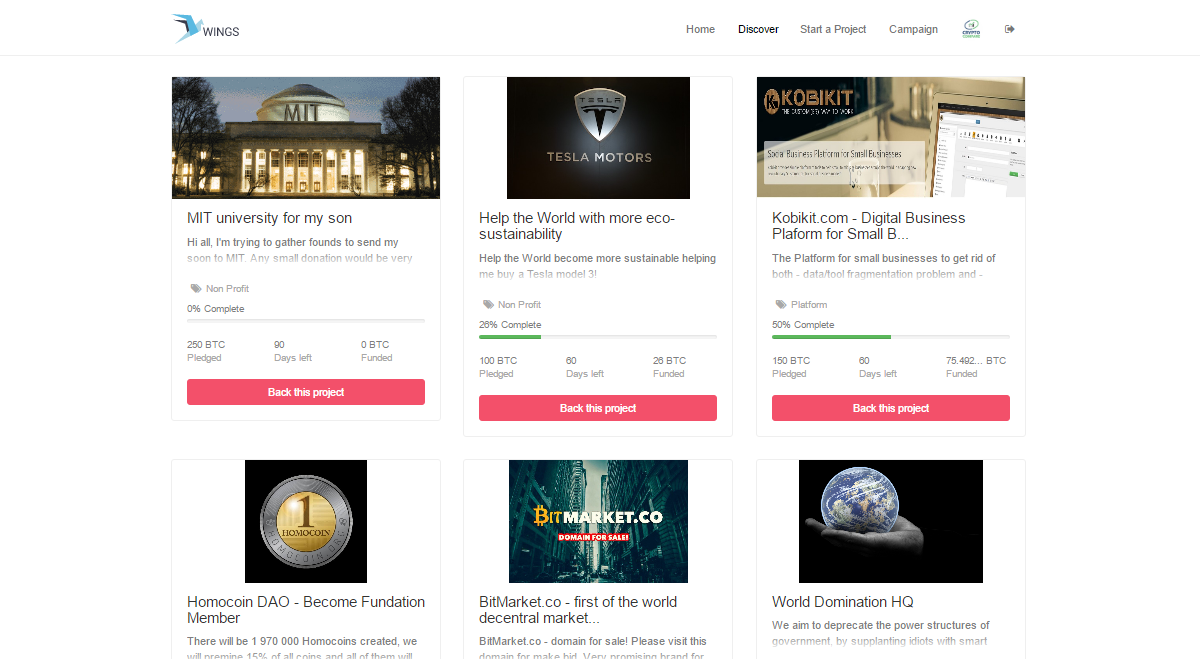 WINGS
Home
Discover
Start a Project
Campaign
CRYPTO
COMPARE
MIT
MIT university for my son
Hi all, I'm trying to gather founds to send my
soon to MIT. Any small donation would be very
Non Profit
0% Complete
250 BTC
90
0 BTC
Pledged
Days left
Funded
Back this project
TESLA
TESLA MOTORS
Help the World with more eco-
sustainability
Help the World become more sustainable helping
me buy a Tesla model 3!
Non Profit
26% Complete
100 BTC
60
26 BTC
Pledged
Days left
Funded
Back this project
KOBIKIT
THE CUSTOM(ER) WAY TO WORK
Social Business Platform for Small Businesses
Kobikit.com - Digital Business
Plaform for Small B...
The Platform for small businesses to get rid of
both - data/tool fragmentation problem and -
Platform
50% Complete
150 BTC
60
75.492... BTC
Pledged
Days left
Funded
Back this project
1
HOMOCOIN
HOMOCOIN.ORG
Homocoin DAO - Become Fundation
Member
There will be 1 970 000 Homocoins created, we
will premine 15% of all coins and all of them will
BITMARKET.CO
DOMAIN FOR SALE!
BitMarket.co - first of the world
decentral market...
BitMarket.co - domain for sale! Please visit this
domain for make bid. Very promising brand for
World Domination HQ
We aim to deprecate the power structures of
government, by supplanting idiots with smart